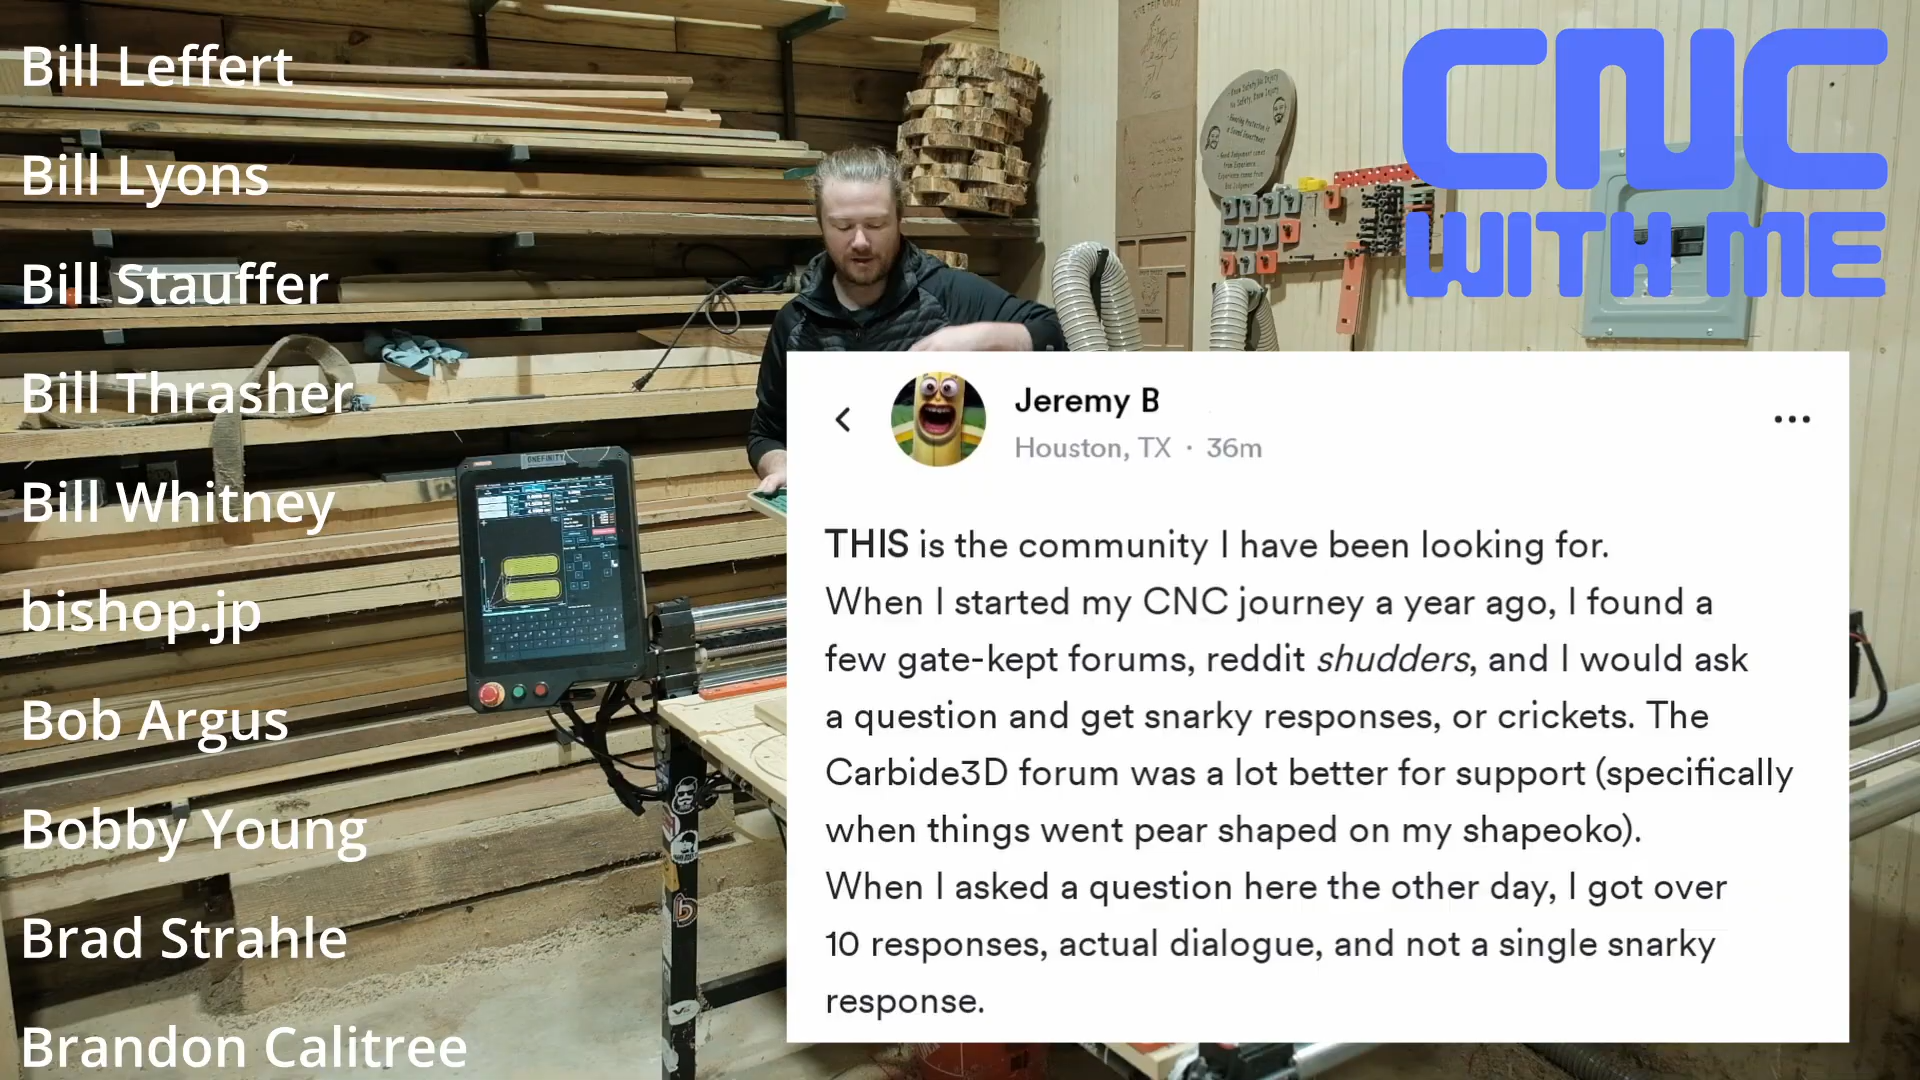 Bill Leffert
Bill Lyons
Bill Stauffer
Bill Thrasher
Bill Whitney
bishop.jp
Bob Argus
Bobby Young
Brad Strahle
Brandon Calitree
CNC
WITH ME
ONEFINITY
Jeremy B
Houston, TX · 36m
THIS is the community I have been looking for.
When I started my CNC journey a year ago, I found a
few gate-kept forums, reddit shudders, and I would ask
a question and get snarky responses, or crickets. The
Carbide3D forum was a lot better for support (specifically
when things went pear shaped on my shapeoko).
When I asked a question here the other day, I got over
10 responses, actual dialogue, and not a single snarky
response.